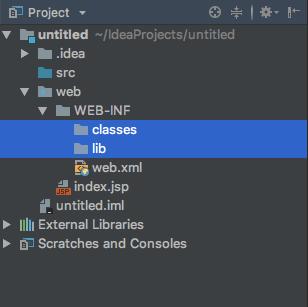 Project
untitled ~/IdeaProjects/untitled
.idea
src
web
WEB-INF
classes
lib
web.xml
JSP index.jsp
untitled.iml
External Libraries
Scratches and Consoles